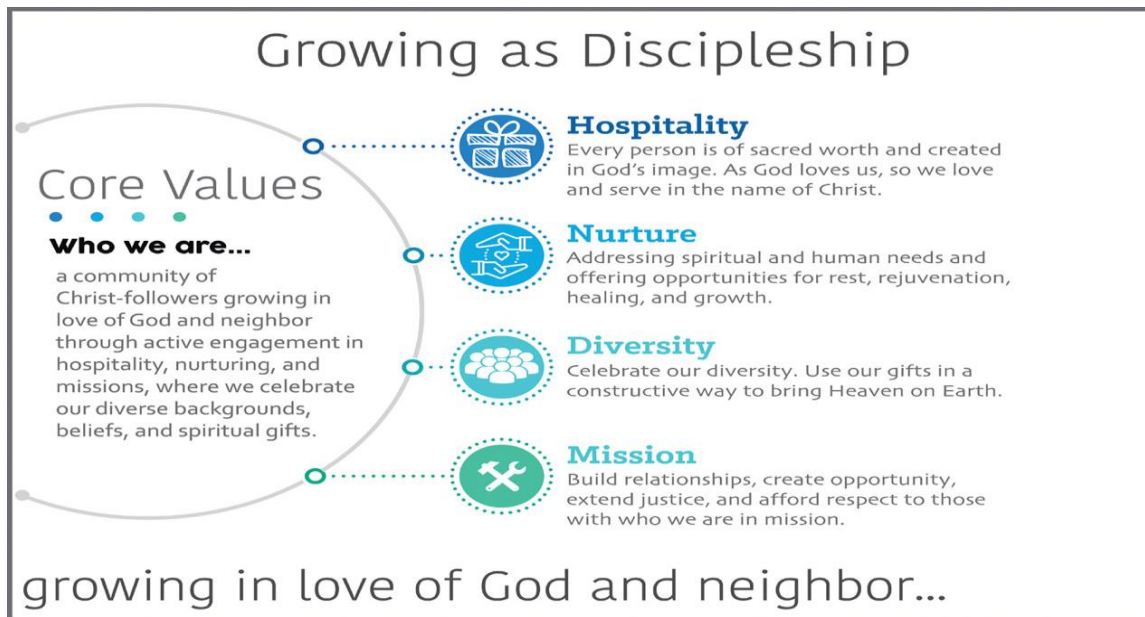 Growing as Discipleship
Core Values
Who we are...
a community of
Christ-followers growing in
love of God and neighbor
through active engagement in
hospitality, nurturing, and
missions, where we celebrate
our diverse backgrounds,
beliefs, and spiritual gifts.
Hospitality
Every person is of sacred worth and created
in God's image. As God loves us, so we love
and serve in the name of Christ.
Nurture
Addressing spiritual and human needs and
offering opportunities for rest, rejuvenation,
healing, and growth.
Diversity
Celebrate our diversity. Use our gifts in a
constructive way to bring Heaven on Earth.
Mission
Build relationships, create opportunity,
extend justice, and afford respect to those
with who we are in mission.
growing in love of God and neighbor...